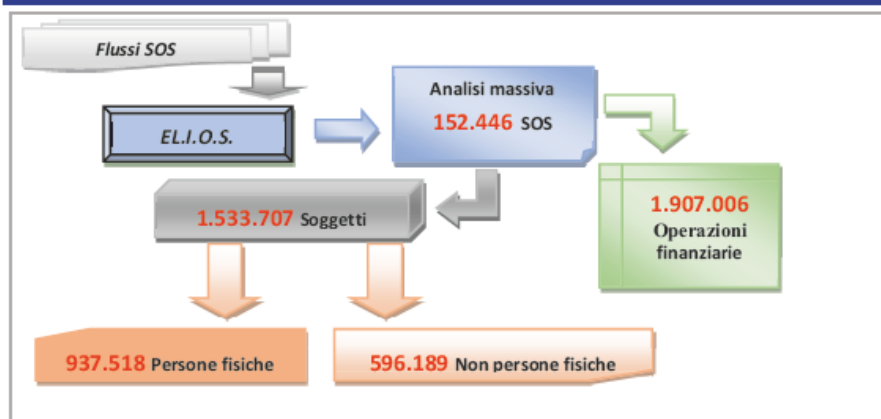 Flussi SOS
EL.I.O.S.
Analisi massiva
152.446 SOS
1.907.006
Operazioni
finanziarie
1.533.707 Soggetti
937.518 Persone fisiche
596.189 Non persone fisiche